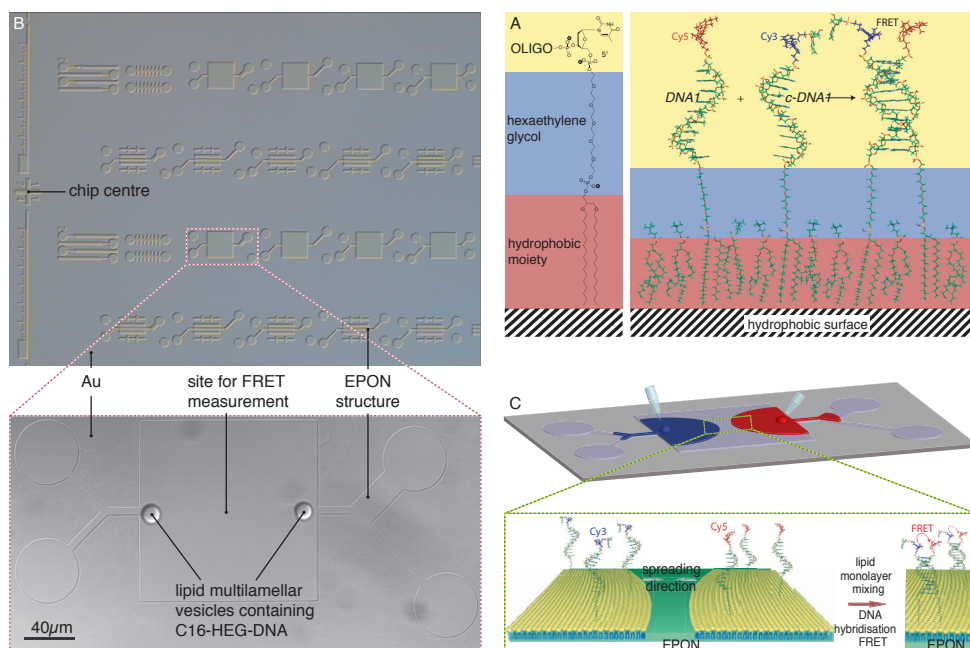 B
chip centre
Au
site for FRET
measurement
EPON
structure
lipid multilamellar
vesicles containing
C16-HEG-DNA
40µm
A
OLIGO
5'
hexaethylene
glycol
hydrophobic
moiety
Cy5
Cy3
FRET
DNA1
+
c-DNA1
hydrophobic surface
C
Cy3
Cy5
FRET
spreading
direction
EPON
lipid
monolayer
mixing
DNA
hybridisation
FRET
EPON